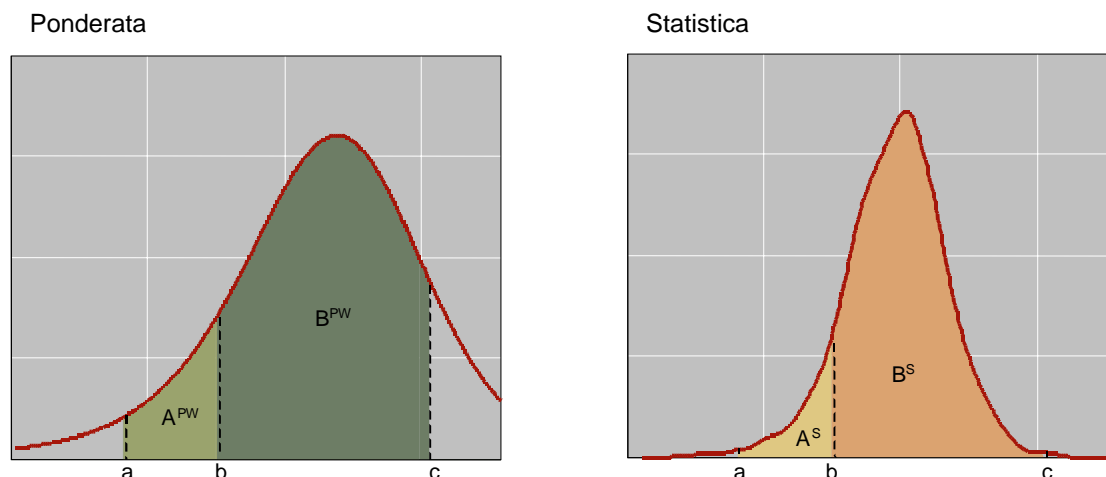 Ponderata
Statistica
B^PW
A^PW
a b c
B^S
A^S
a b c